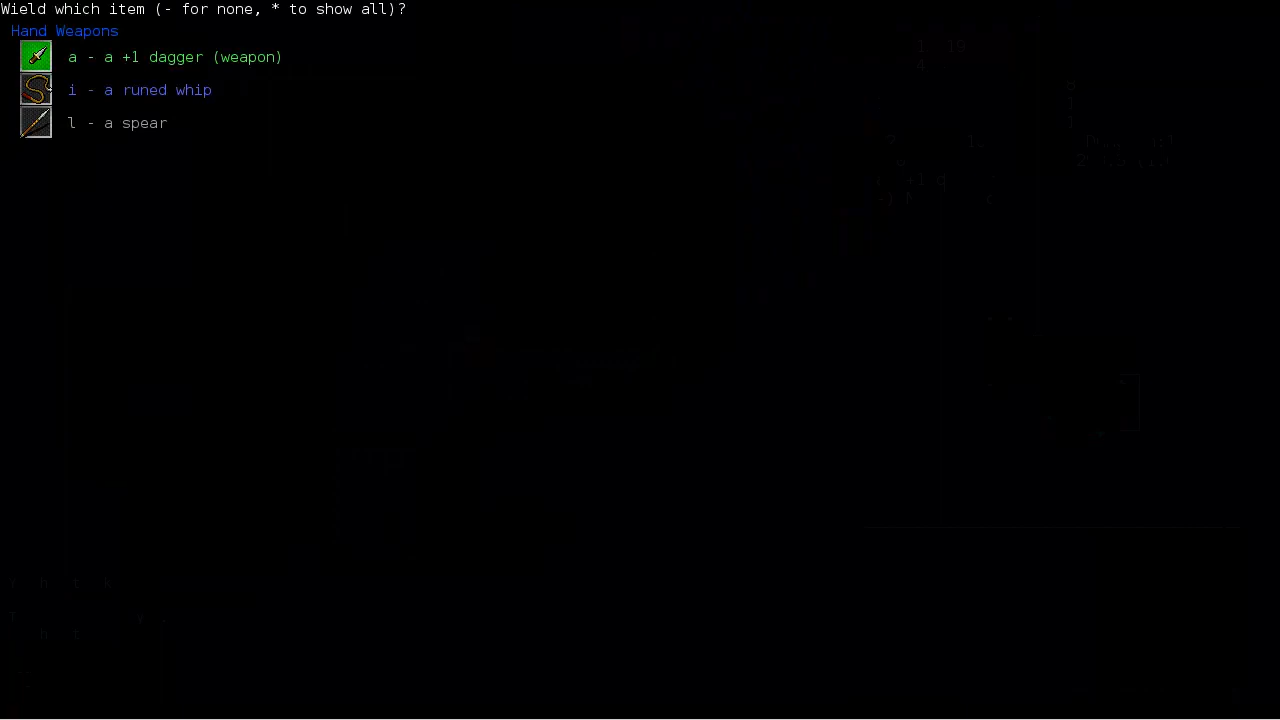 Wield which item (- for none, * to show all)?
Hand Weapons
a - a +1 dagger (weapon)
i - a runed whip
l - a spear